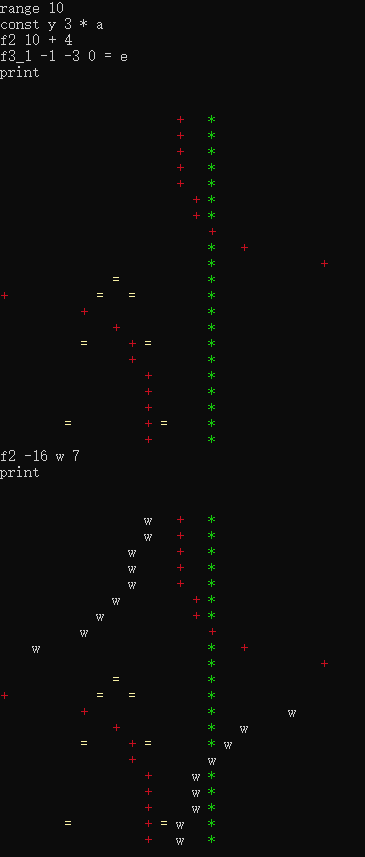 range 10
const y 3 * a
f2 10 + 4
f3_1 -1 -3 0 = e
print
+ *
+ *
+ *
+ *
+ *
+ *
+ *
+
* +
* +
= *
+ = = *
+ *
+ *
= + = *
+ *
+ *
+ *
+ *
= + = *
+ *
f2 -16 w 7
print
w + *
w + *
w + *
w + *
w + *
w + *
w + *
w +
w * +
* +
= *
+ = = *
+ * w
+ * w
= + = * w
+ w
+ w *
+ w *
+ w *
= + = w *
+ w *